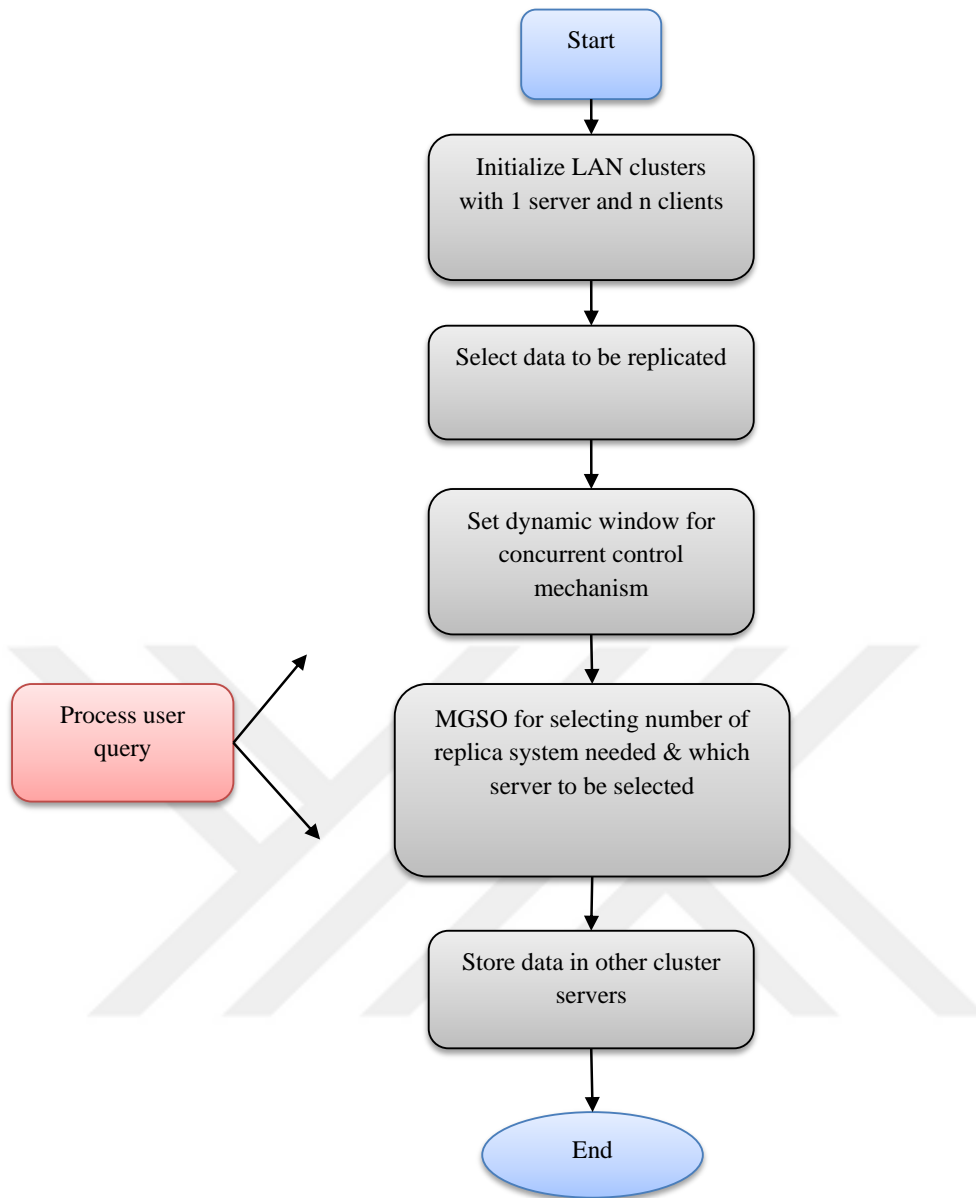 Start
Initialize LAN clusters
with 1 server and n clients
Select data to be replicated
Set dynamic window for
concurrent control
mechanism
Process user
query
MGSO for selecting number of
replica system needed & which
server to be selected
Store data in other cluster
servers
End